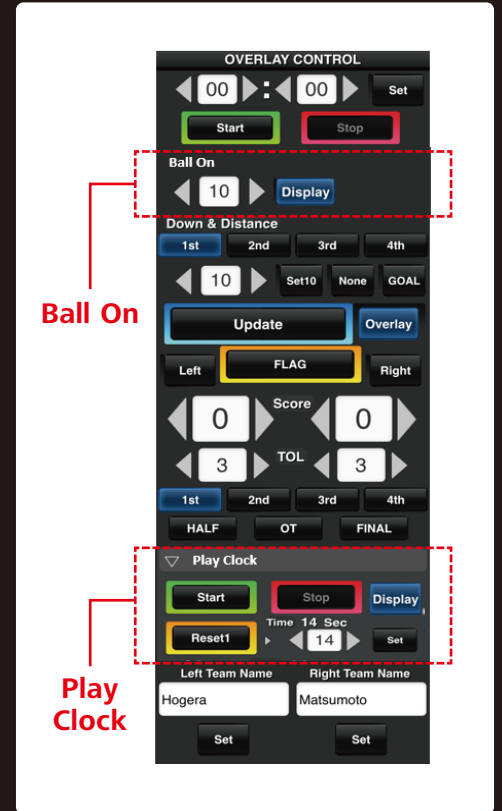 OVERLAY CONTROL
00 : 00 Set
Start Stop
Ball On
10 Display
Down & Distance
1st 2nd 3rd 4th
10 Set10 None GOAL
Ball On
Update Overlay
Left FLAG Right
Score
0 0
TOL
3 3
1st 2nd 3rd 4th
HALF OT FINAL
Play Clock
Start Stop Display
Time 14 Sec
Reset1 14 Set
Play
Clock
Left Team Name Right Team Name
Hogera Matsumoto
Set Set